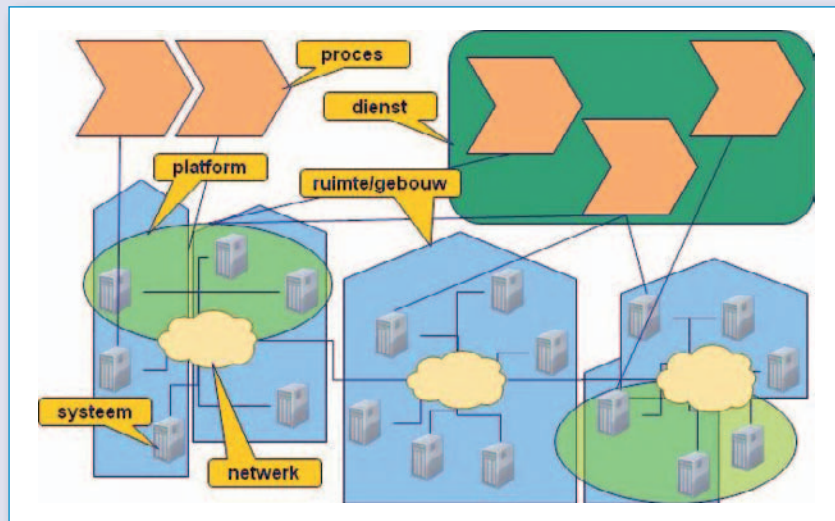 proces
dienst
platform
ruimte/gebouw
systeem
netwerk